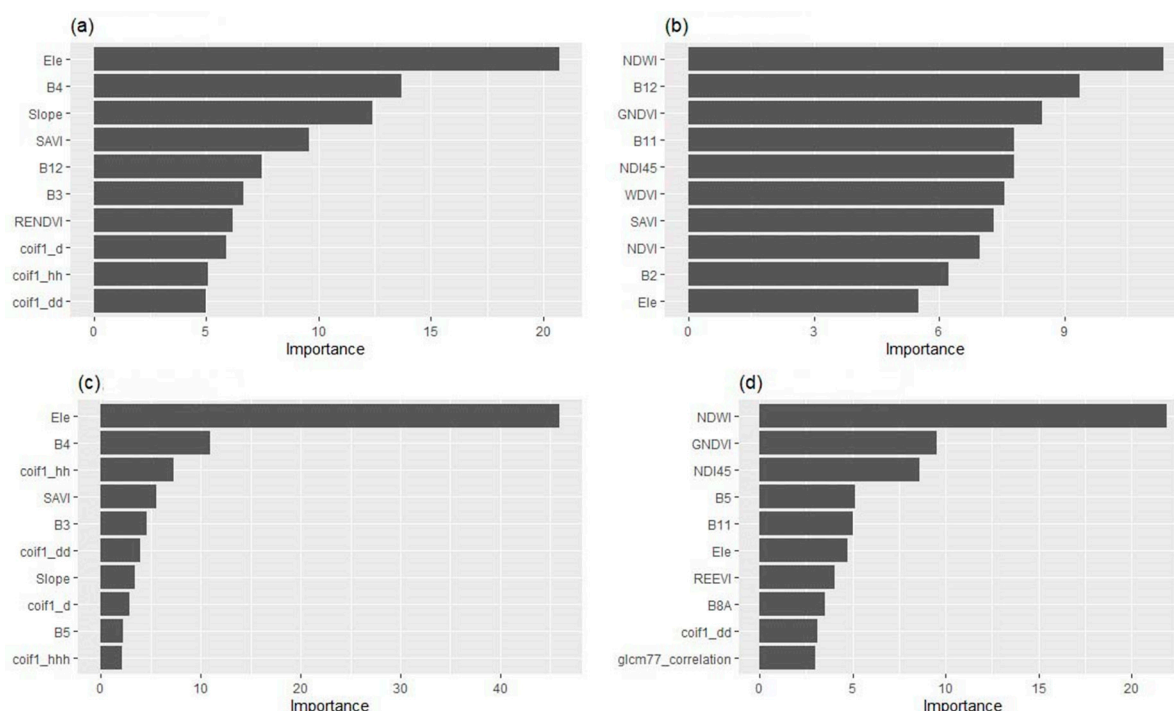 (a)
Ele
B4
Slope
SAVI
B12
B3
RENDVI
coif1_d
coif1_hh
coif1_dd
0 5 10 15 20
Importance
(b)
NDWI
B12
GNDVI
B11
NDI45
WDVI
SAVI
NDVI
B2
Ele
0 3 6 9
Importance
(c)
Ele
B4
coif1_hh
SAVI
B3
coif1_dd
Slope
coif1_d
B5
coif1_hhh
0 10 20 30 40
Importance
(d)
NDWI
GNDVI
NDI45
B5
B11
Ele
REEVI
B8A
coif1_dd
glcm77_correlation
0 5 10 15 20
Importance